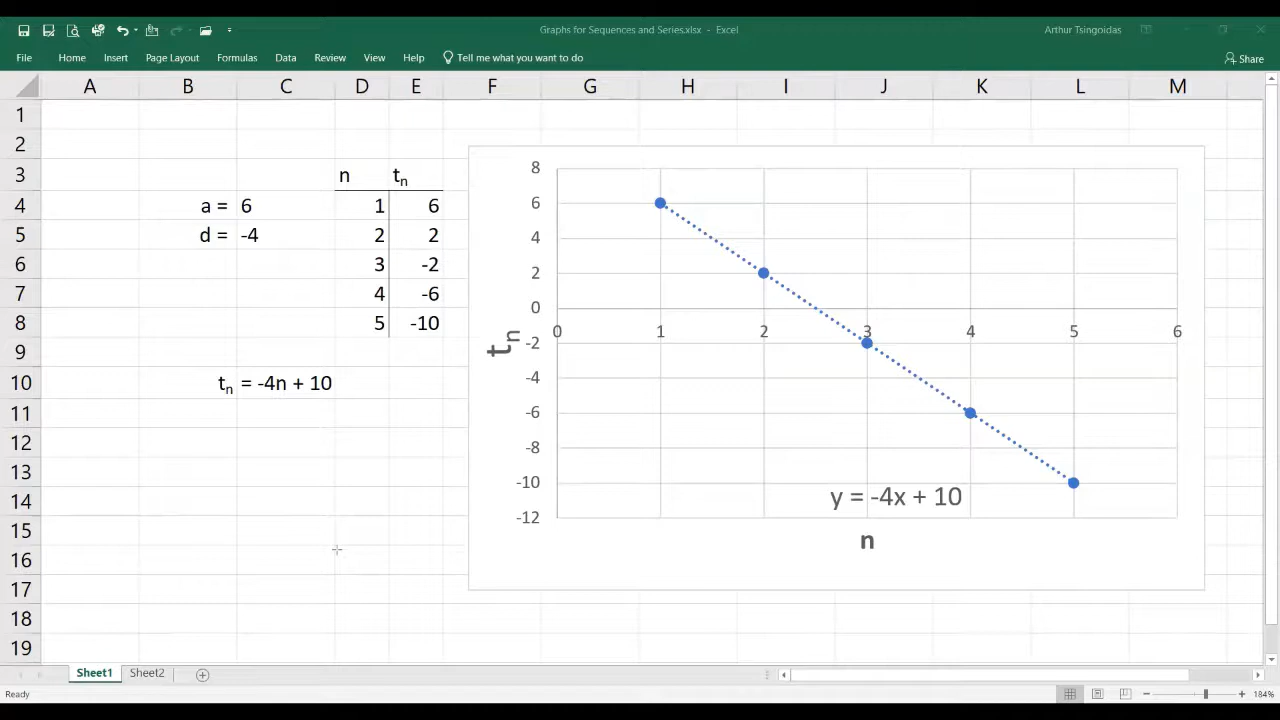 Graphs for Sequences and Series.xlsx - Excel
Arthur Tsingoidas
File Home Insert Page Layout Formulas Data Review View Help Tell me what you want to do Share
A B C D E F G H I J K L M
1
2
3 n tn
4 a = 6 1 6
5 d = -4 2 2
6 3 -2
7 4 -6
8 5 -10
9
10 tn = -4n + 10
11
12
13
14
15
16
17
18
19
8
6
4
2
0
-2
-4
-6
-8
-10
-12
tn
0 1 2 3 4 5 6
y = -4x + 10
n
Sheet1 Sheet2
Ready 184%